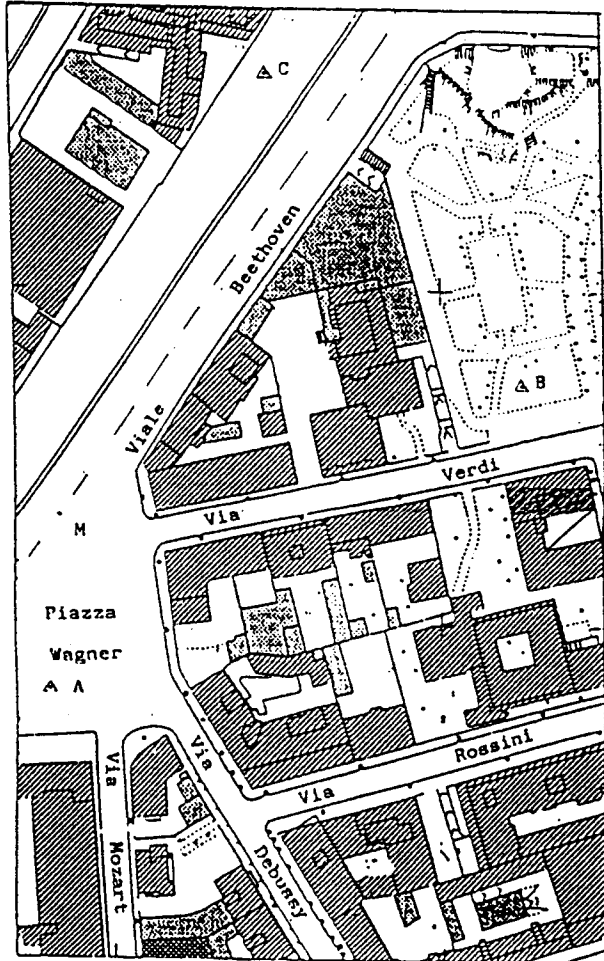 C
Viale Beethoven
B
Via Verdi
M
Piazza
Wagner
A
Via Mozart
Via Debussy
Via Rossini